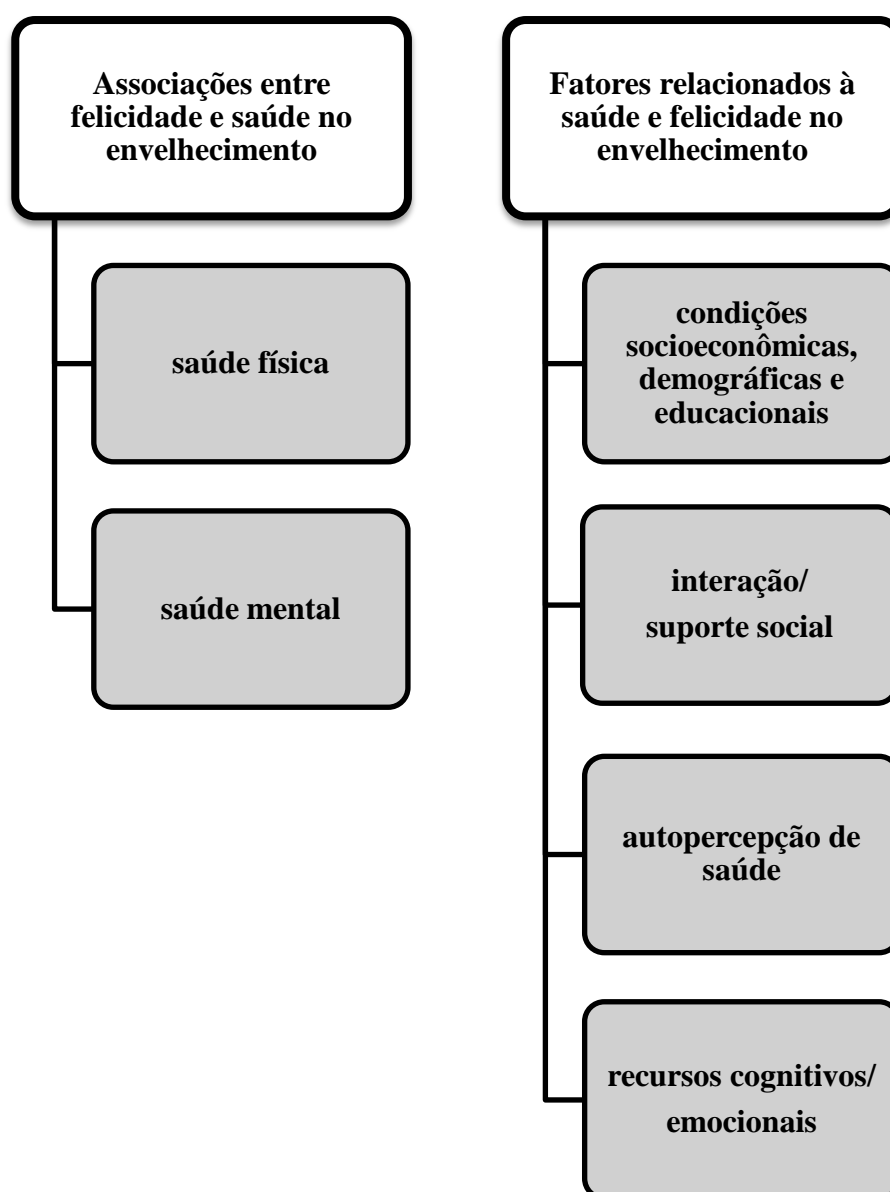 Associações entre
felicidade e saúde no
envelhecimento
saúde física
saúde mental
Fatores relacionados à
saúde e felicidade no
envelhecimento
condições
socioeconômicas,
demográficas e
educacionais
interação/
suporte social
autopercepção de
saúde
recursos cognitivos/
emocionais